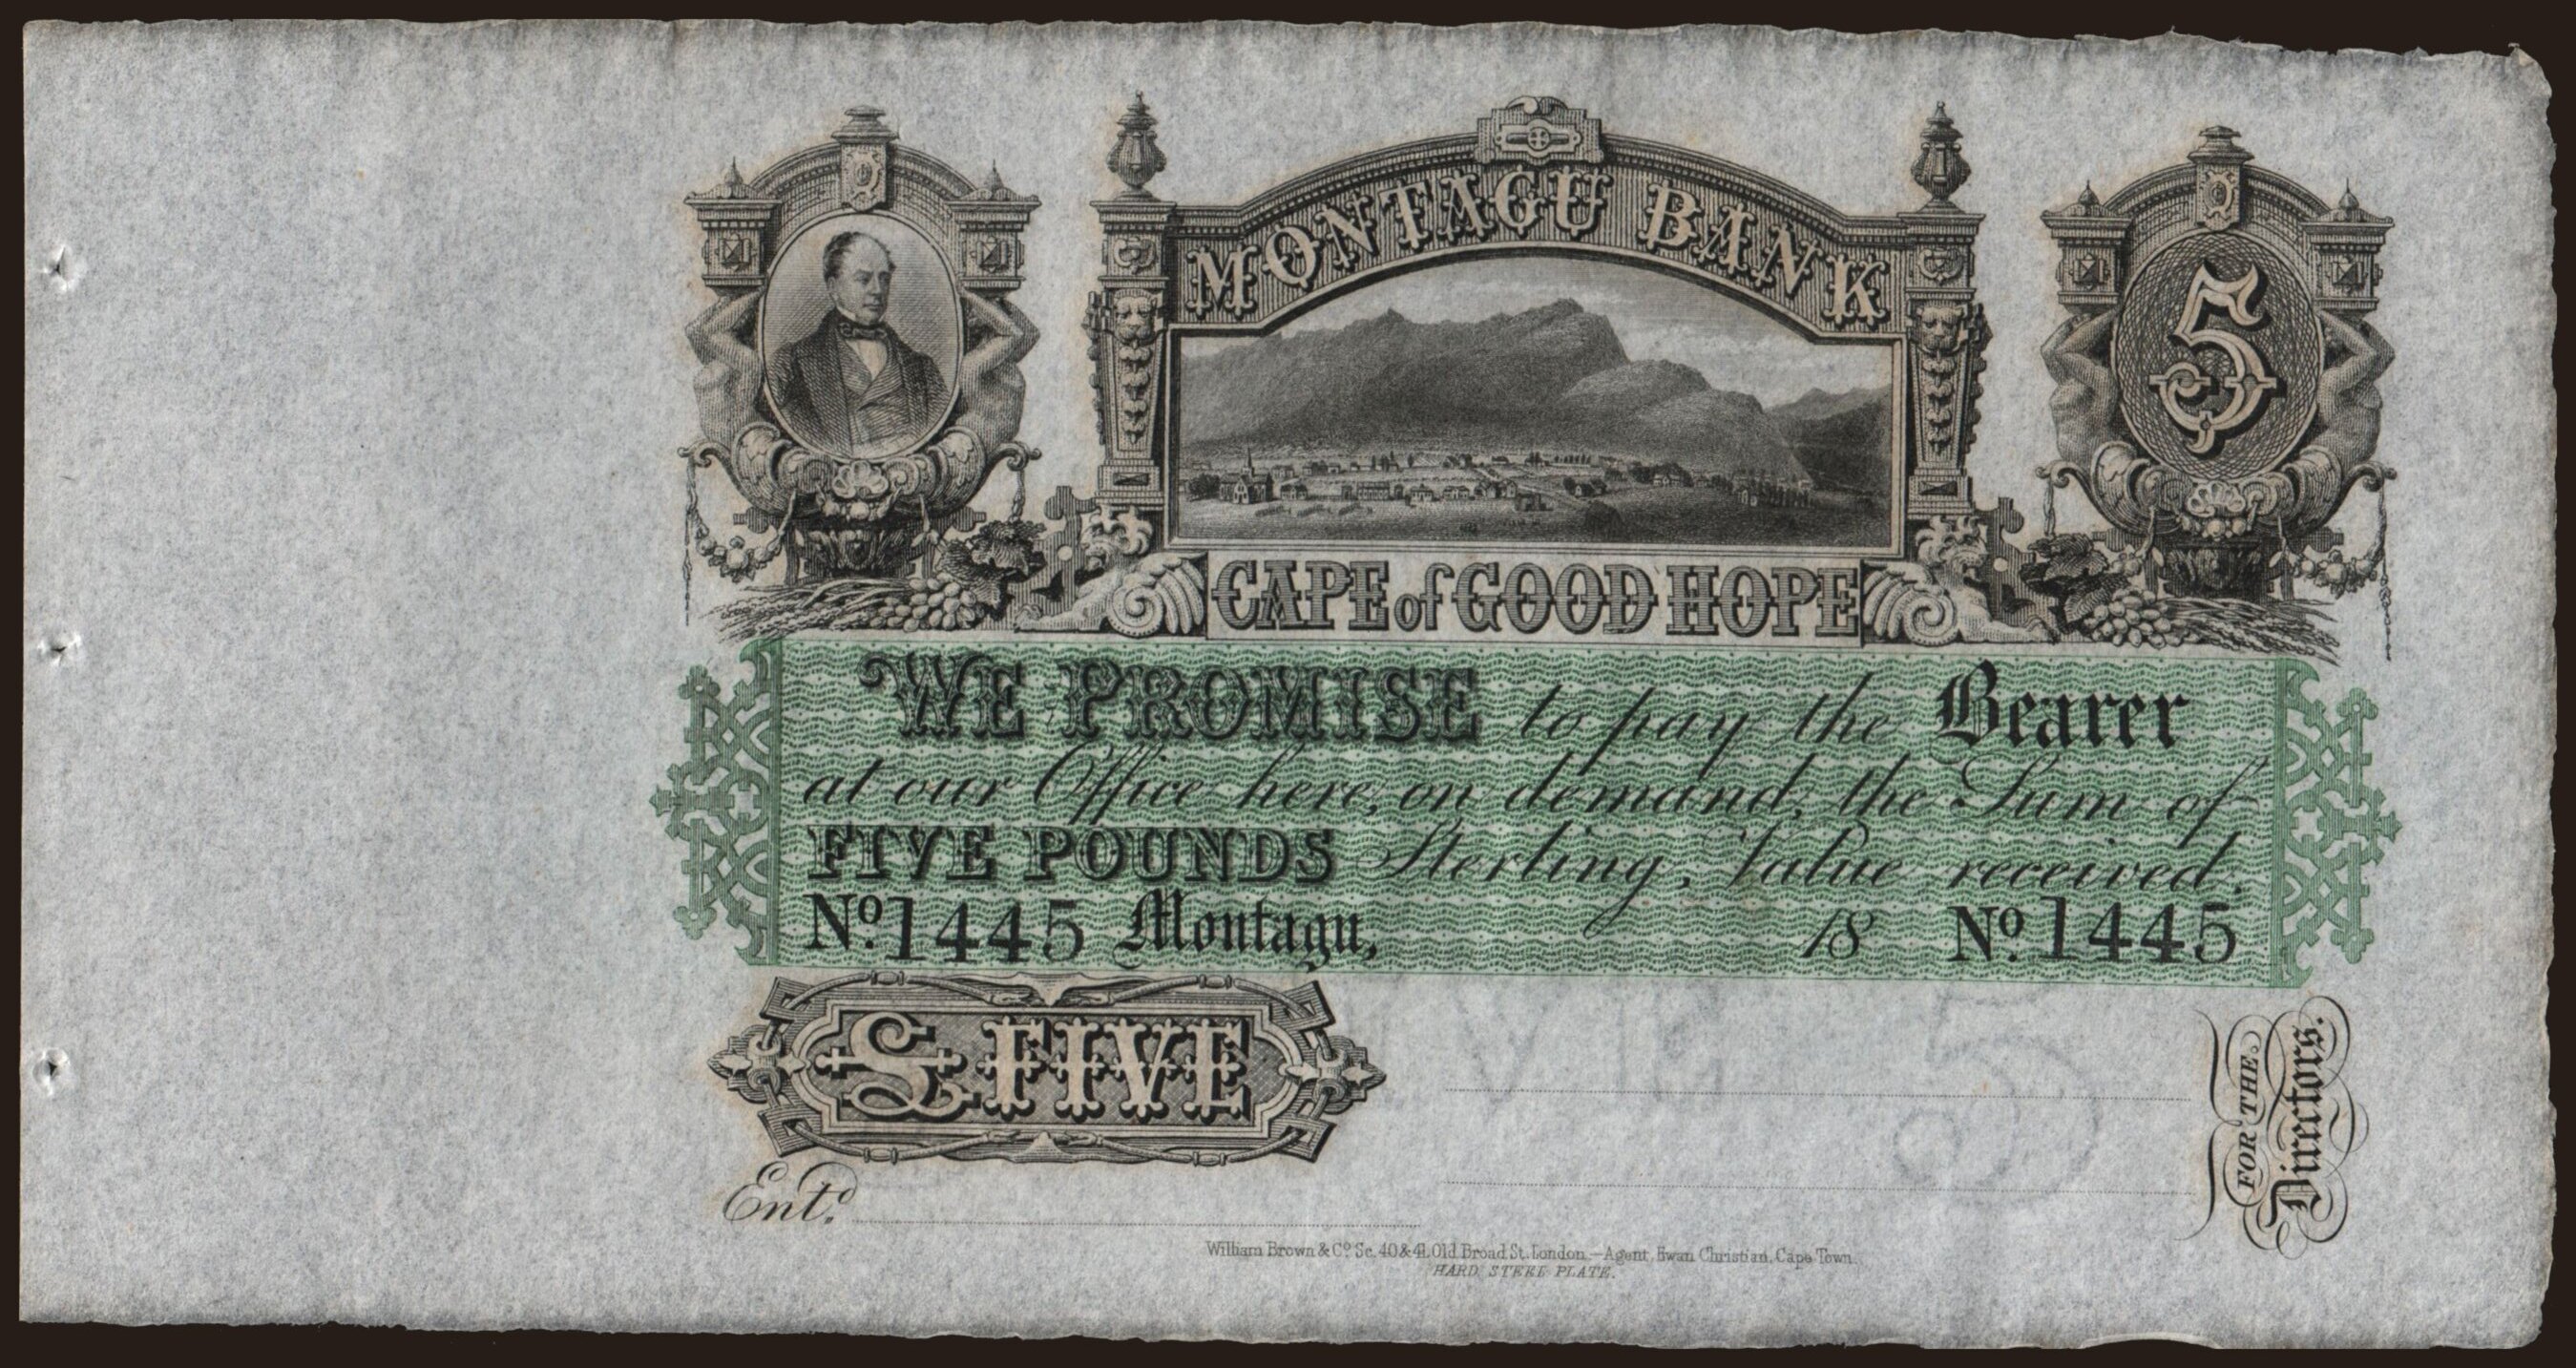 MONTAGU BANK
5
CAPE of GOOD HOPE
WE PROMISE to pay the Bearer
at our Office here, on demand, the Sum of
FIVE POUNDS Sterling, Value received.
No. 1445 Montagu, 18 No. 1445
£ FIVE
FOR THE
Directors.
Entd.
William Brown & Co. Sc. 40 & 41, Old Broad St. London.—Agent, Ewan Christian, Cape Town.
HARD STEEL PLATE.